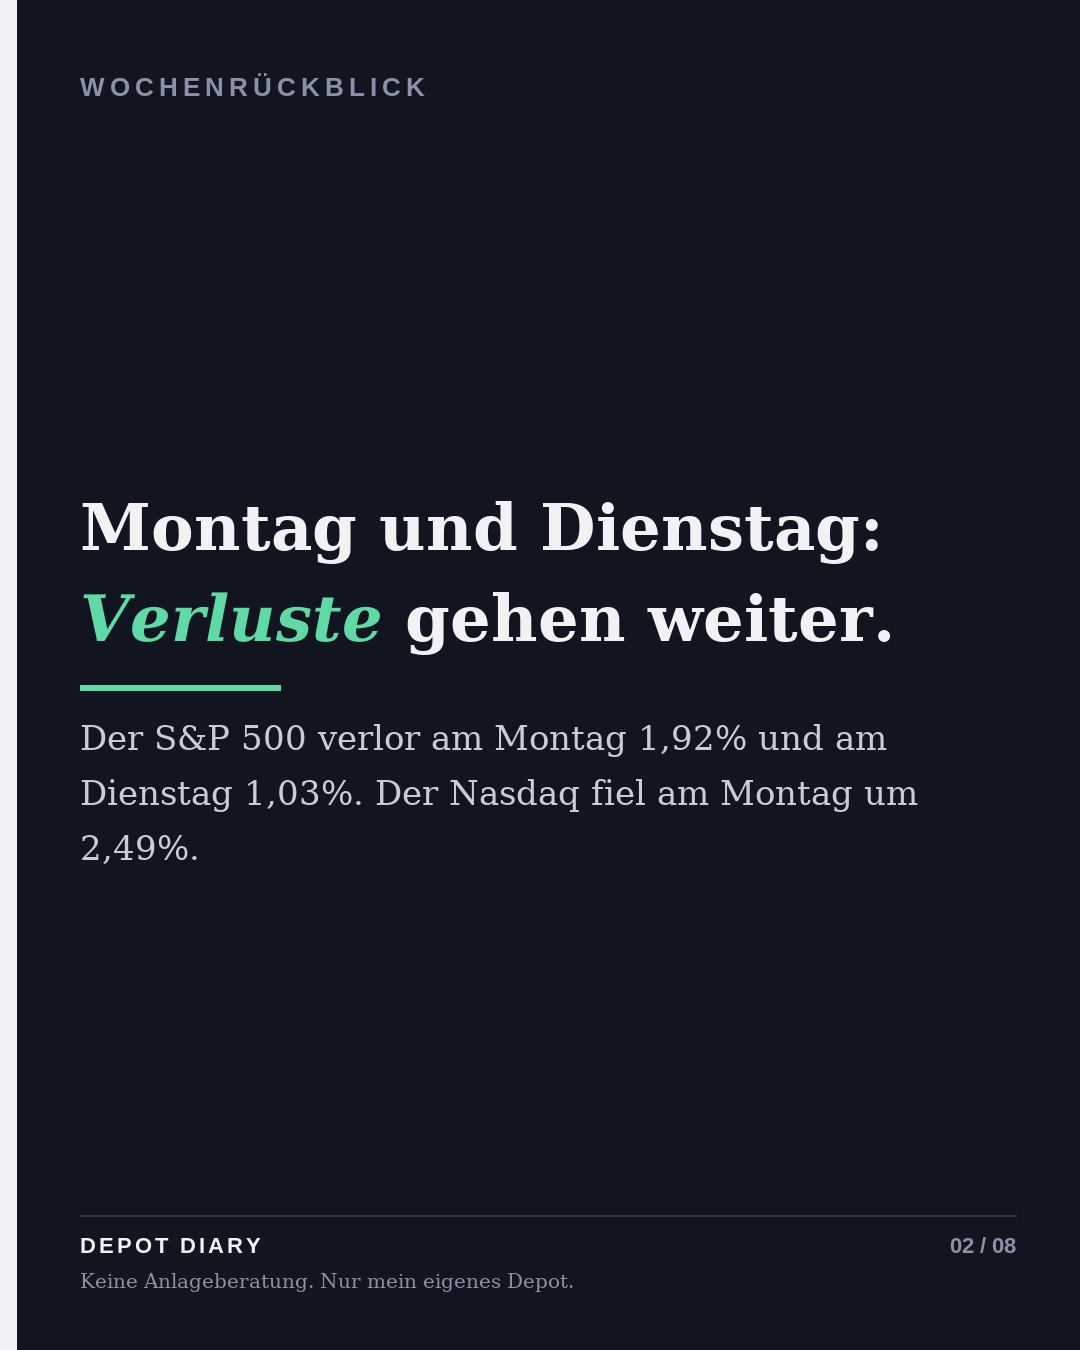 WOCHENRÜCKBLICK
Montag und Dienstag:
Verluste gehen weiter.
Der S&P 500 verlor am Montag 1,92% und am
Dienstag 1,03%. Der Nasdaq fiel am Montag um
2,49%.
DEPOT DIARY
02 / 08
Keine Anlageberatung. Nur mein eigenes Depot.